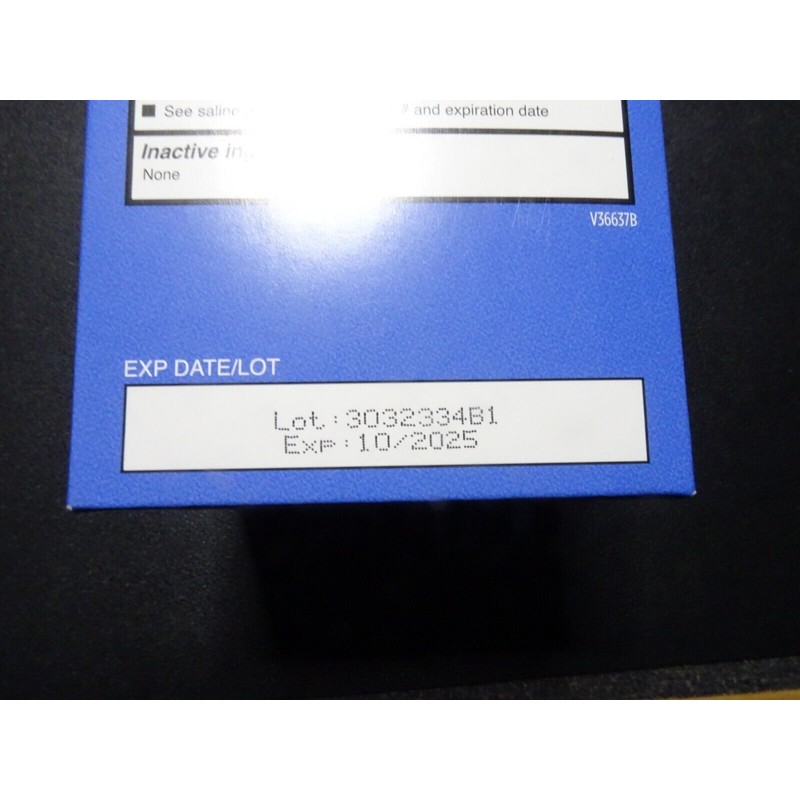 ■ See saline # and expiration date
Inactive
None
V36637B
EXP DATE/LOT
Lot:3032334B1
Exp:10/2025